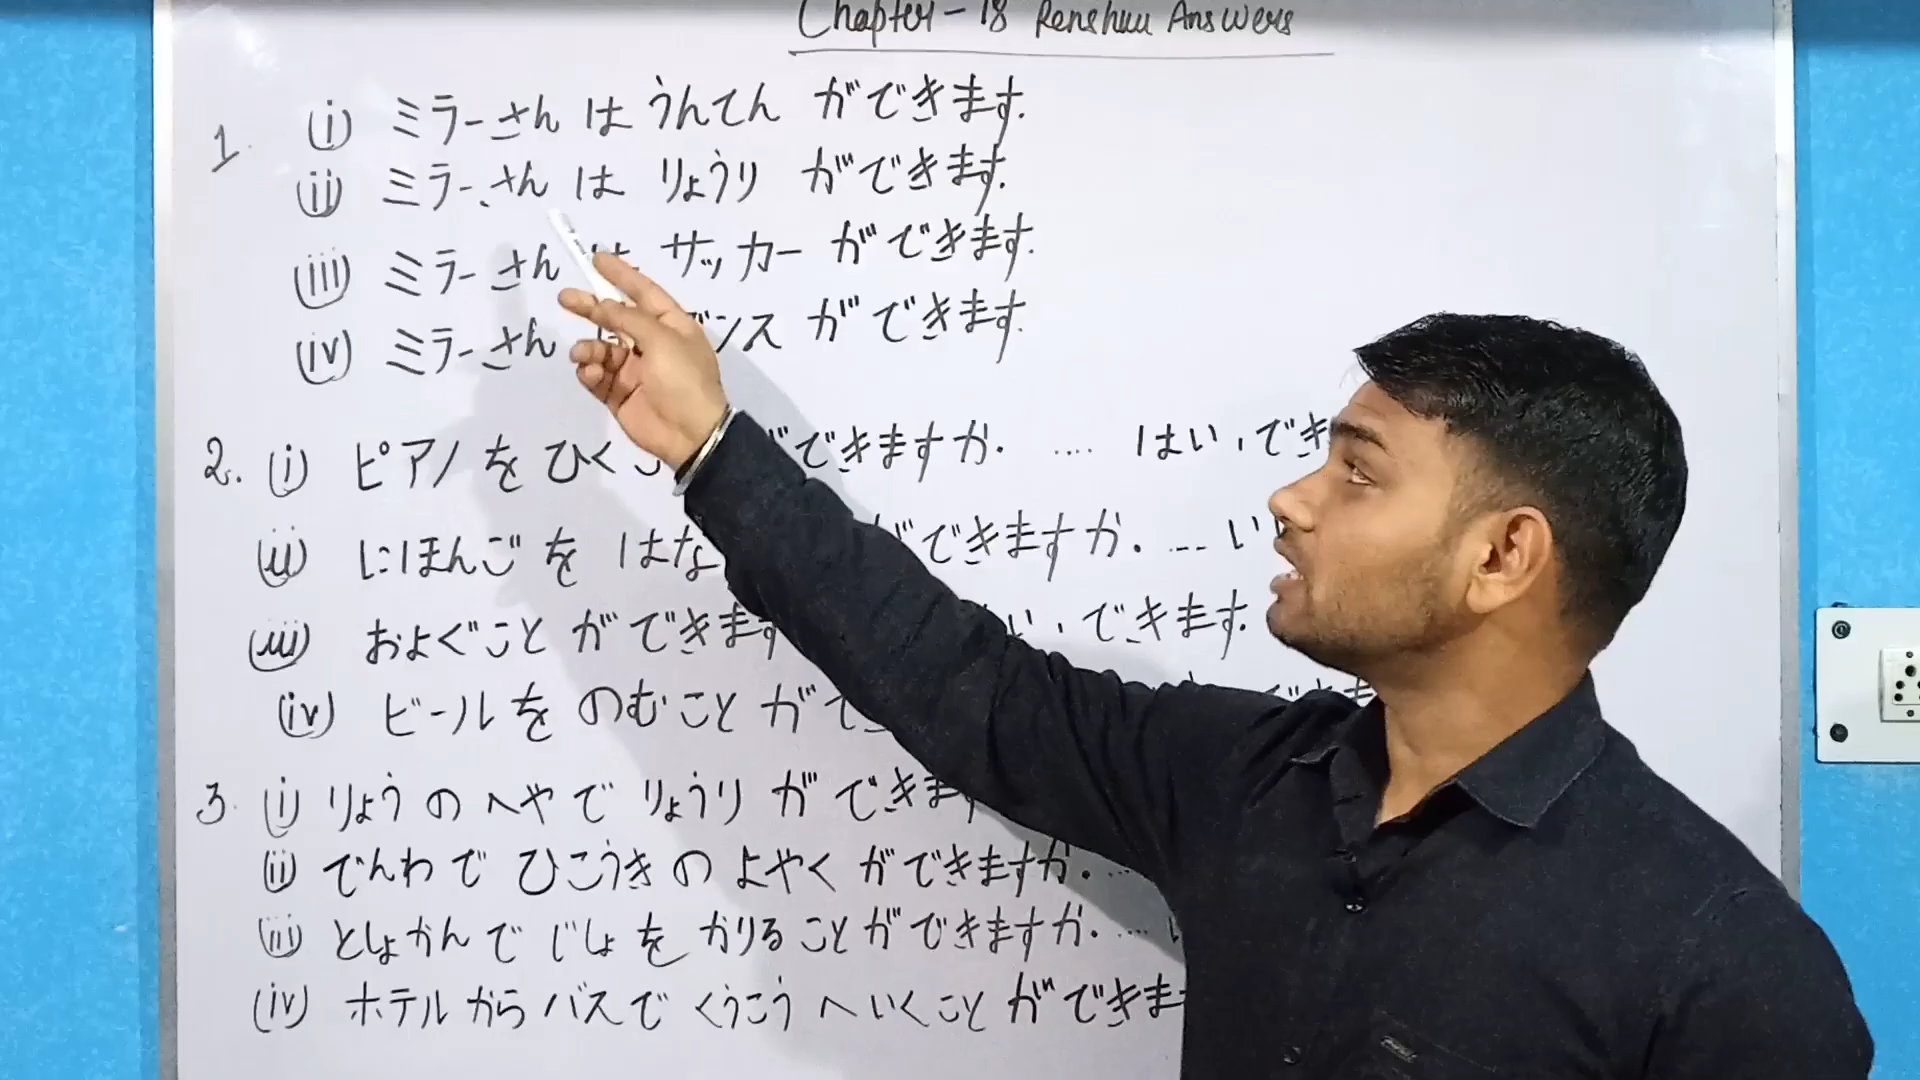 Chapter - 18 Renshuu Answers
1. (i) ミラーさん は うんてん ができます.
(ii) ミラーさん は りょうり ができます.
(iii) ミラーさん は サッカー ができます.
(iv) ミラーさん ンス ができます.
2. (i) ピアノ を ひく できますか. .... はい, でき
(ii) にほんご を はな ができますか. ... い
(iii) およぐこと ができます い, できます.
(iv) ビールを のむこと が で
3. (i) りょう の へや で りょうり が できま
(ii) でんわ で ひこうき の よやく ができますか. ...
(iii) としょかん で じしょ を かりる ことが できますか. ....
(iv) ホテル から バス で くうこう へ いくこと ができま